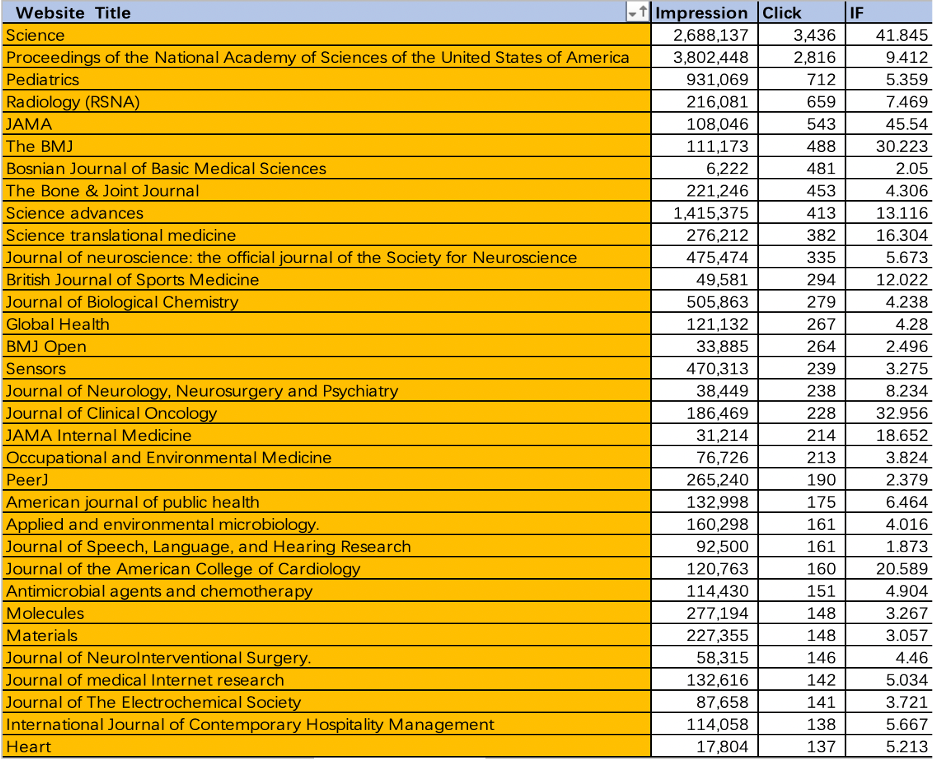 Website Title Impression Click IF
Science 2,688,137 3,436 41.845
Proceedings of the National Academy of Sciences of the United States of America 3,802,448 2,816 9.412
Pediatrics 931,069 712 5.359
Radiology (RSNA) 216,081 659 7.469
JAMA 108,046 543 45.54
The BMJ 111,173 488 30.223
Bosnian Journal of Basic Medical Sciences 6,222 481 2.05
The Bone & Joint Journal 221,246 453 4.306
Science advances 1,415,375 413 13.116
Science translational medicine 276,212 382 16.304
Journal of neuroscience: the official journal of the Society for Neuroscience 475,474 335 5.673
British Journal of Sports Medicine 49,581 294 12.022
Journal of Biological Chemistry 505,863 279 4.238
Global Health 121,132 267 4.28
BMJ Open 33,885 264 2.496
Sensors 470,313 239 3.275
Journal of Neurology, Neurosurgery and Psychiatry 38,449 238 8.234
Journal of Clinical Oncology 186,469 228 32.956
JAMA Internal Medicine 31,214 214 18.652
Occupational and Environmental Medicine 76,726 213 3.824
PeerJ 265,240 190 2.379
American journal of public health 132,998 175 6.464
Applied and environmental microbiology. 160,298 161 4.016
Journal of Speech, Language, and Hearing Research 92,500 161 1.873
Journal of the American College of Cardiology 120,763 160 20.589
Antimicrobial agents and chemotherapy 114,430 151 4.904
Molecules 277,194 148 3.267
Materials 227,355 148 3.057
Journal of NeuroInterventional Surgery. 58,315 146 4.46
Journal of medical Internet research 132,616 142 5.034
Journal of The Electrochemical Society 87,658 141 3.721
International Journal of Contemporary Hospitality Management 114,058 138 5.667
Heart 17,804 137 5.213